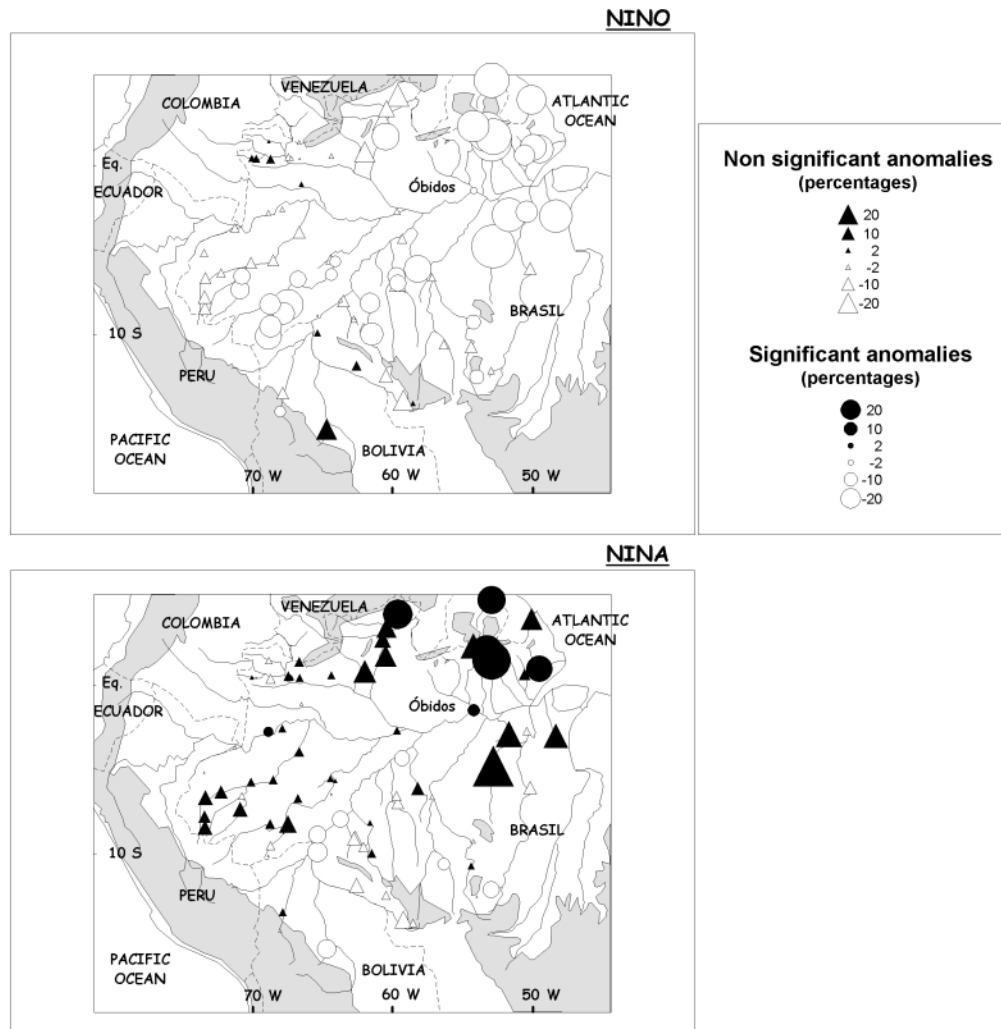 NINO
VENEZUELA
COLOMBIA
ATLANTIC
OCEAN
Eq.
ECUADOR
Óbidos
BRASIL
10 S
PERU
PACIFIC
OCEAN
BOLIVIA
70 W
60 W
50 W
Non significant anomalies
(percentages)
20
10
2
-2
-10
-20
Significant anomalies
(percentages)
20
10
2
-2
-10
-20
NINA
VENEZUELA
COLOMBIA
ATLANTIC
OCEAN
Eq.
ECUADOR
Óbidos
BRASIL
10 S
PERU
PACIFIC
OCEAN
BOLIVIA
70 W
60 W
50 W